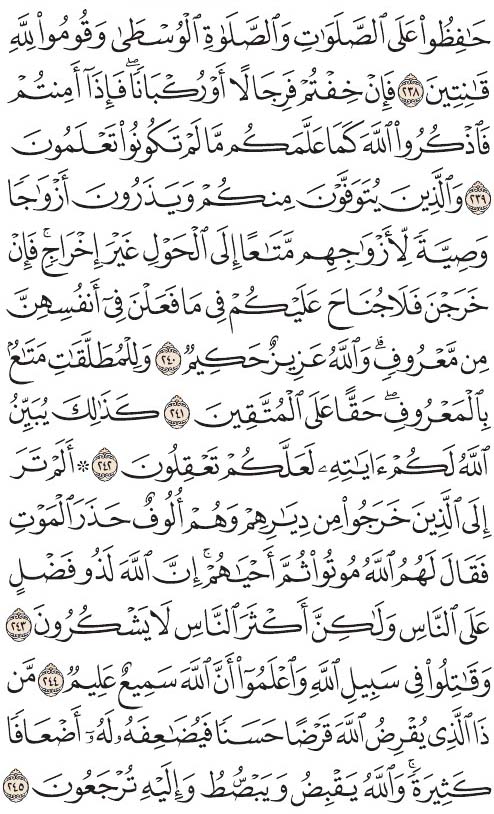 حَٰفِظُوا۟ عَلَى ٱلصَّلَوَٰتِ وَٱلصَّلَوٰةِ ٱلْوُسْطَىٰ وَقُومُوا۟ لِلَّهِ
قَٰنِتِينَ ٢٣٨ فَإِنْ خِفْتُمْ فَرِجَالًا أَوْ رُكْبَانًا ۖ فَإِذَآ أَمِنتُمْ
فَٱذْكُرُوا۟ ٱللَّهَ كَمَا عَلَّمَكُم مَّا لَمْ تَكُونُوا۟ تَعْلَمُونَ
٢٣٩ وَٱلَّذِينَ يُتَوَفَّوْنَ مِنكُمْ وَيَذَرُونَ أَزْوَٰجًا
وَصِيَّةً لِّأَزْوَٰجِهِم مَّتَٰعًا إِلَى ٱلْحَوْلِ غَيْرَ إِخْرَاجٍ ۚ فَإِنْ
خَرَجْنَ فَلَا جُنَاحَ عَلَيْكُمْ فِى مَا فَعَلْنَ فِىٓ أَنفُسِهِنَّ
مِن مَّعْرُوفٍ ۗ وَٱللَّهُ عَزِيزٌ حَكِيمٌ ٢٤٠ وَلِلْمُطَلَّقَٰتِ مَتَٰعٌۢ
بِٱلْمَعْرُوفِ ۖ حَقًّا عَلَى ٱلْمُتَّقِينَ ٢٤١ كَذَٰلِكَ يُبَيِّنُ
ٱللَّهُ لَكُمْ ءَايَٰتِهِۦ لَعَلَّكُمْ تَعْقِلُونَ ٢٤٢ ۞ أَلَمْ تَرَ
إِلَى ٱلَّذِينَ خَرَجُوا۟ مِن دِيَٰرِهِمْ وَهُمْ أُلُوفٌ حَذَرَ ٱلْمَوْتِ
فَقَالَ لَهُمُ ٱللَّهُ مُوتُوا۟ ثُمَّ أَحْيَٰهُمْ ۚ إِنَّ ٱللَّهَ لَذُو فَضْلٍ
عَلَى ٱلنَّاسِ وَلَٰكِنَّ أَكْثَرَ ٱلنَّاسِ لَا يَشْكُرُونَ ٢٤٣
وَقَٰتِلُوا۟ فِى سَبِيلِ ٱللَّهِ وَٱعْلَمُوٓا۟ أَنَّ ٱللَّهَ سَمِيعٌ عَلِيمٌ ٢٤٤ مَّن
ذَا ٱلَّذِى يُقْرِضُ ٱللَّهَ قَرْضًا حَسَنًا فَيُضَٰعِفَهُۥ لَهُۥٓ أَضْعَافًا
كَثِيرَةً ۚ وَٱللَّهُ يَقْبِضُ وَيَبْصُۜطُ وَإِلَيْهِ تُرْجَعُونَ ٢٤٥